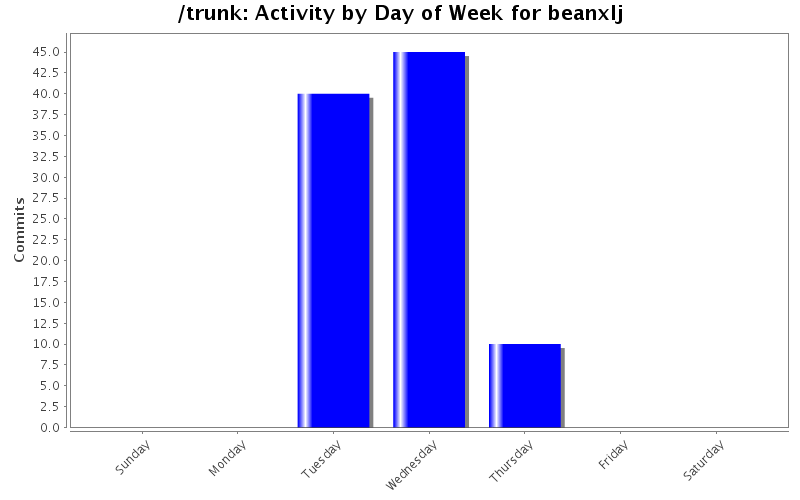 /trunk: Activity by Day of Week for beanxlj
Commits
45.0
42.5
40.0
37.5
35.0
32.5
30.0
27.5
25.0
22.5
20.0
17.5
15.0
12.5
10.0
7.5
5.0
2.5
0.0
Sunday
Monday
Tuesday
Wednesday
Thursday
Friday
Saturday